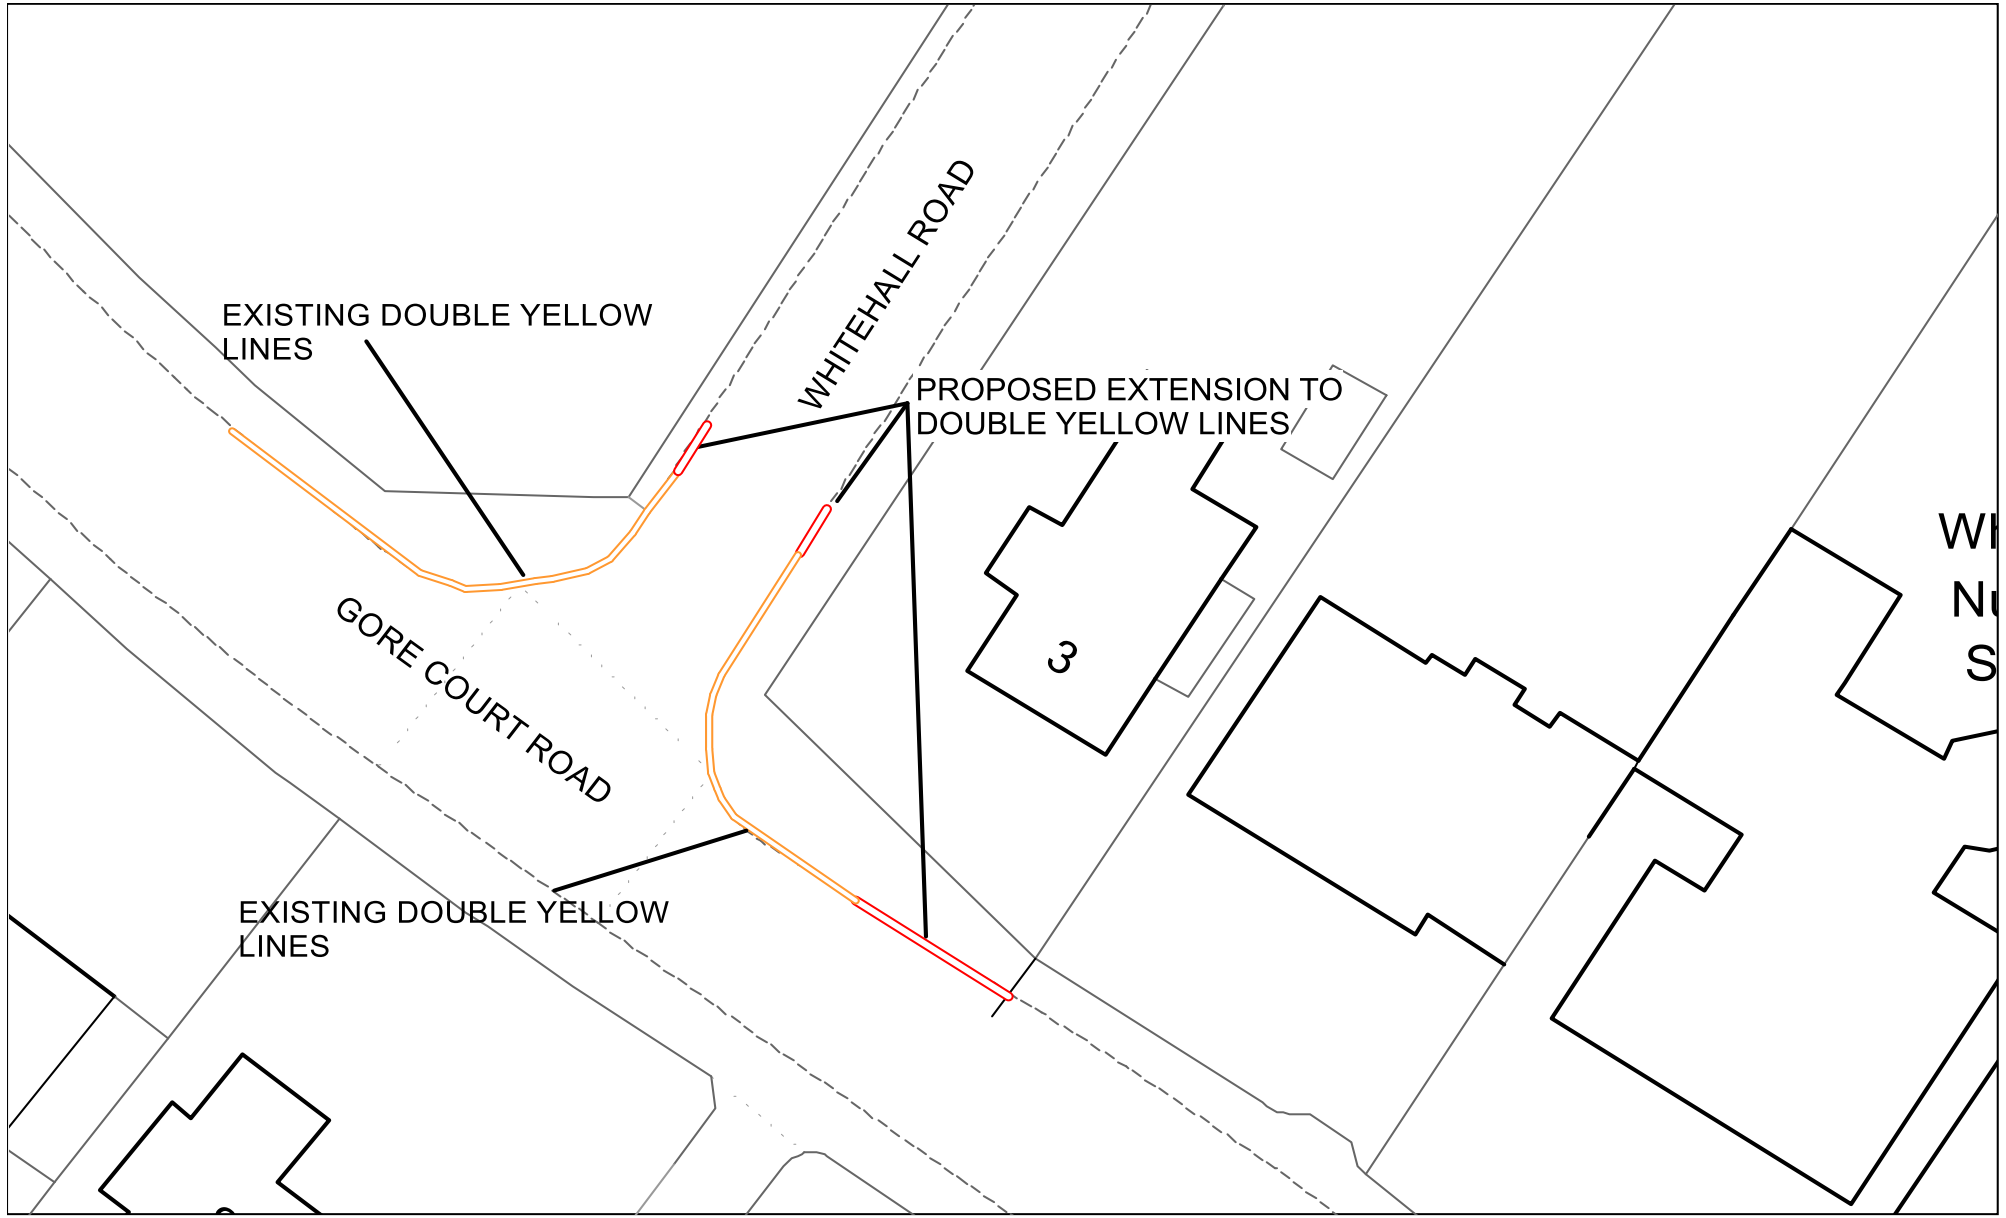 WHITEHALL ROAD
EXISTING DOUBLE YELLOW
LINES
PROPOSED EXTENSION TO
DOUBLE YELLOW LINES
GORE COURT ROAD
3
EXISTING DOUBLE YELLOW
LINES